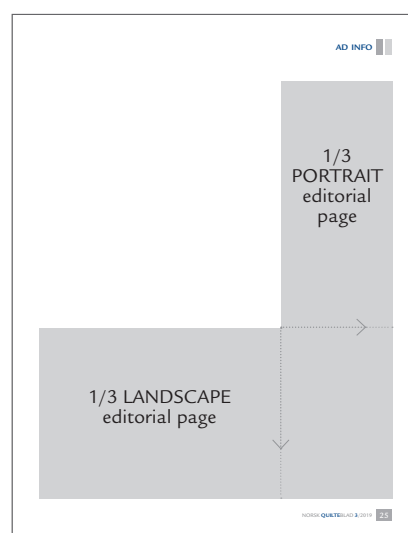 AD INFO
1/3
PORTRAIT
editorial
page
1/3 LANDSCAPE
editorial page
NORSK QUILTEBLAD 3/2019 25